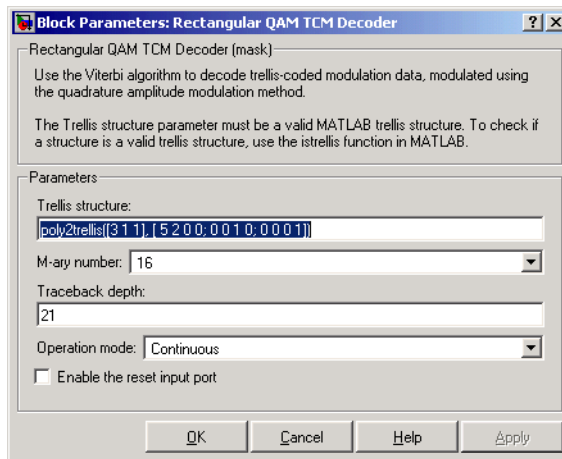 Block Parameters: Rectangular QAM TCM Decoder
Rectangular QAM TCM Decoder (mask)
Use the Viterbi algorithm to decode trellis-coded modulation data, modulated using
the quadrature amplitude modulation method.
The Trellis structure parameter must be a valid MATLAB trellis structure. To check if
a structure is a valid trellis structure, use the istrellis function in MATLAB.
Parameters
Trellis structure:
poly2trellis([3 1 1], [ 5 2 0 0; 0 0 1 0; 0 0 0 1])
M-ary number: 16
Traceback depth:
21
Operation mode: Continuous
Enable the reset input port
OK Cancel Help Apply